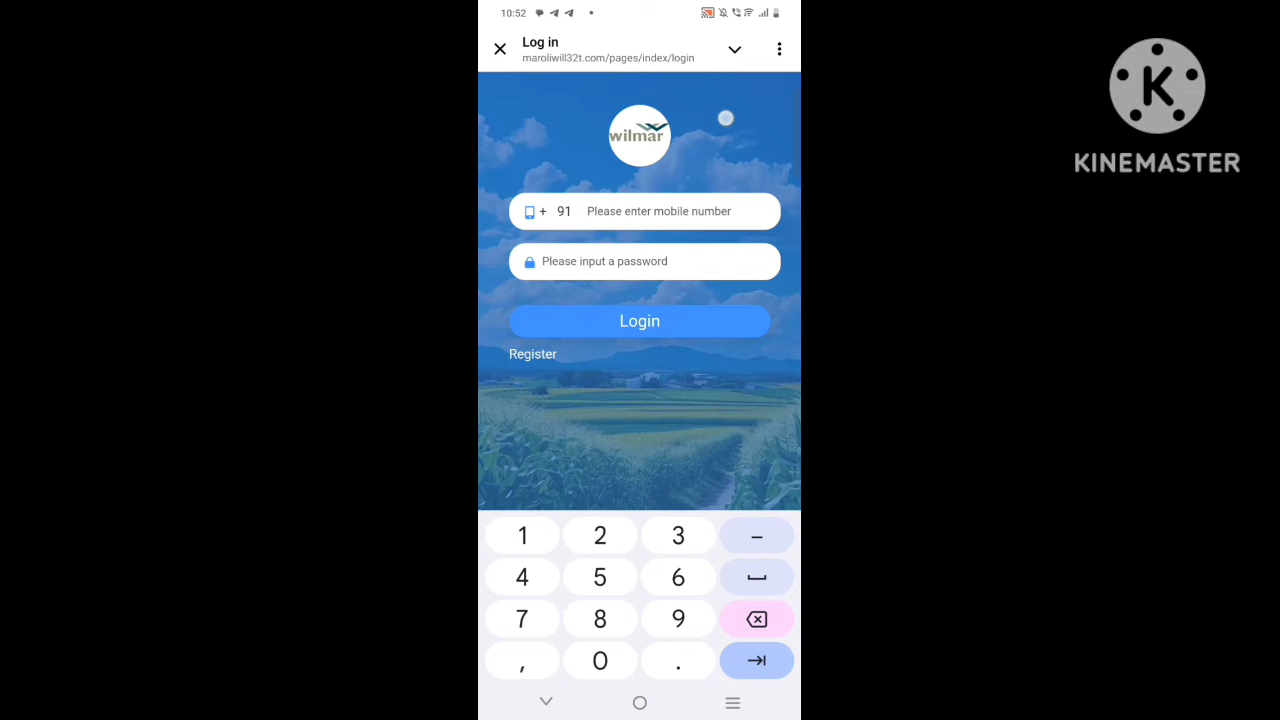 10:52
Log in
maroliwill32t.com/pages/index/login
wilmar
+ 91 Please enter mobile number
Please input a password
Login
Register
1 2 3 -
4 5 6
7 8 9
, 0 .
K
KINEMASTER